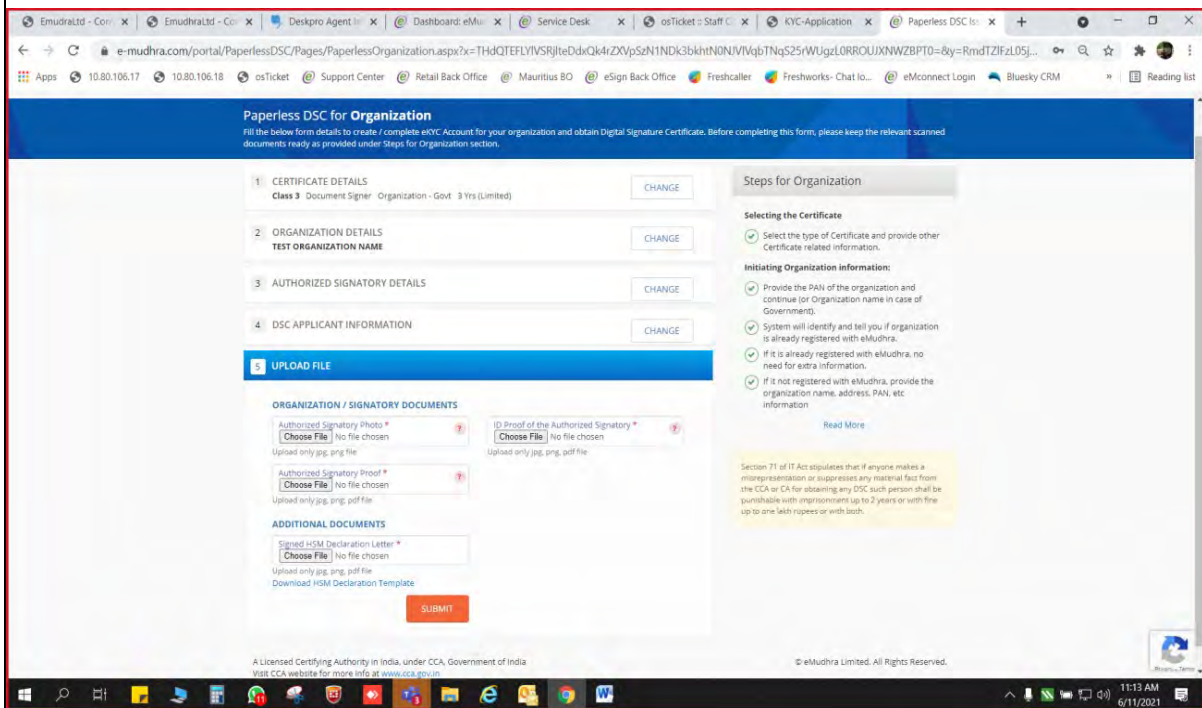 EmudraLtd - Con
EmudhraLtd - Co
Deskpro Agent In
Dashboard: eMu
Service Desk
osTicket :: Staff C
KYC-Application
Paperless DSC Iss
e-mudhra.com/portal/PaperlessDSC/Pages/PaperlessOrganization.aspx?x=
Apps
10.80.106.17
10.80.106.18
osTicket
Support Center
Retail Back Office
Mauritius BO
eSign Back Office
Freshcaller
Freshworks- Chat lo...
eMconnect Login
Bluesky CRM
»
Reading list
Paperless DSC for Organization
Fill the below form details to create / complete eKYC Account for your organization and obtain Digital Signature Certificate. Before completing this form, please keep the relevant scanned
documents ready as provided under Steps for Organization section.
1 CERTIFICATE DETAILS
Class 3 Document Signer Organization - Govt 3 Yrs (Limited)
CHANGE
2 ORGANIZATION DETAILS
TEST ORGANIZATION NAME
CHANGE
3 AUTHORIZED SIGNATORY DETAILS
CHANGE
4 DSC APPLICANT INFORMATION
CHANGE
5 UPLOAD FILE
ORGANIZATION / SIGNATORY DOCUMENTS
Authorized Signatory Photo *
Choose File No file chosen
?
Upload only jpg, png file
ID Proof of the Authorized Signatory *
Choose File No file chosen
?
Upload only jpg, png, pdf file
Authorized Signatory Proof *
Choose File No file chosen
?
Upload only jpg, png, pdf file
ADDITIONAL DOCUMENTS
Signed HSM Declaration Letter *
Choose File No file chosen
Upload only jpg, png, pdf file
Download HSM Declaration Template
SUBMIT
Steps for Organization
Selecting the Certificate
Select the type of Certificate and provide other
Certificate related information.
Initiating Organization information:
Provide the PAN of the organization and
continue (or Organization name in case of
Government).
System will identify and tell you if organization
is already registered with eMudhra.
If it is already registered with eMudhra, no
need for extra information.
If it not registered with eMudhra, provide the
organization name, address, PAN, etc
information
Read More
Section 71 of IT Act stipulates that if anyone makes a
misrepresentation or suppresses any material fact from
the CCA or CA for obtaining any DSC such person shall be
punishable with imprisonment up to 2 years or with fine
up to one lakh rupees or with both.
A Licensed Certifying Authority in India, under CCA, Government of India
Visit CCA website for more info at www.cca.gov.in
© eMudhra Limited. All Rights Reserved.
11:13 AM
6/11/2021